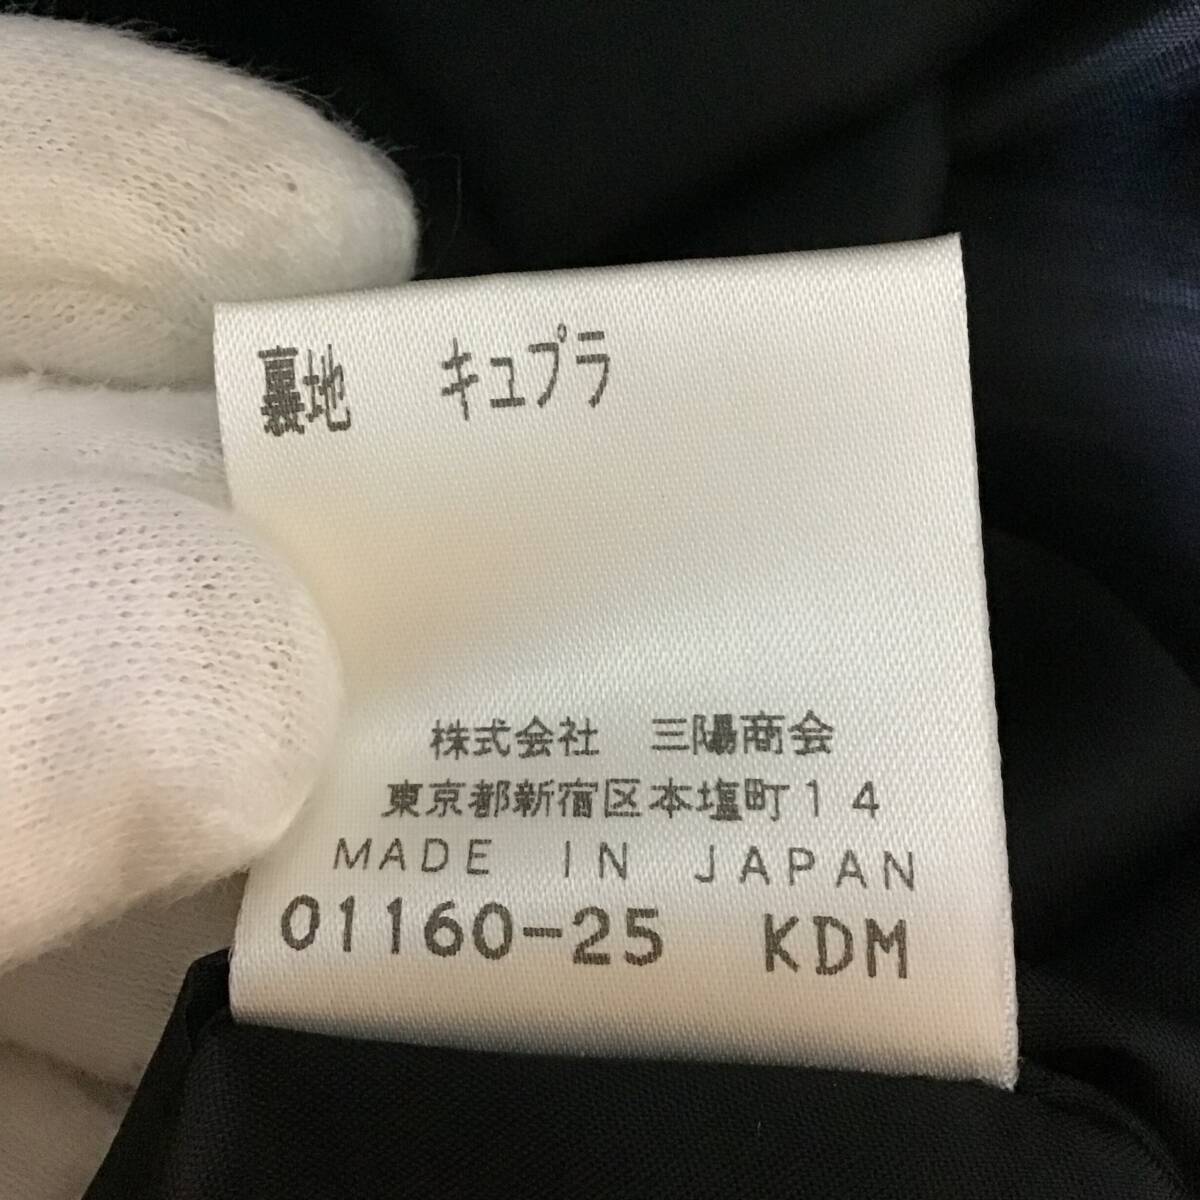 裏地　キュプラ
株式会社　三陽商会
東京都新宿区本塩町１４
MADE IN JAPAN
01160-25 KDM